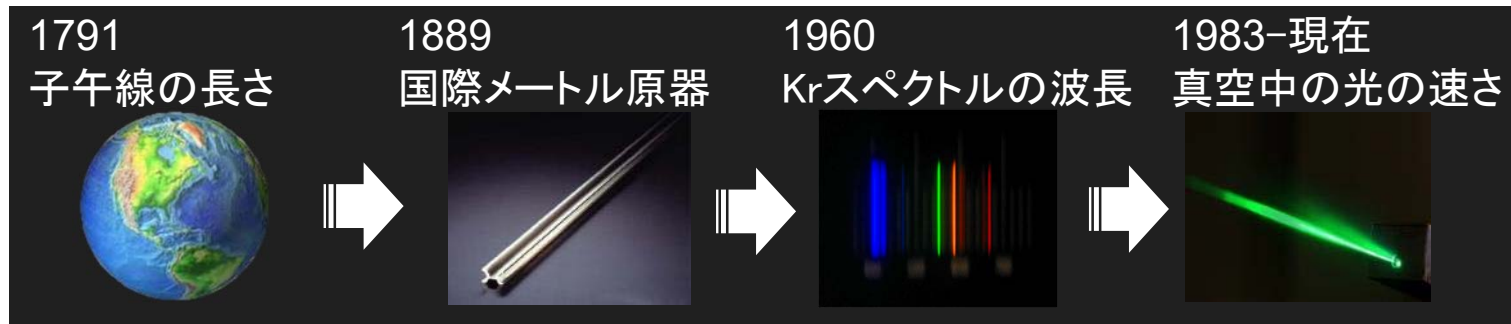 1791
子午線の長さ
1889
国際メートル原器
1960
Krスペクトルの波長
1983-現在
真空中の光の速さ